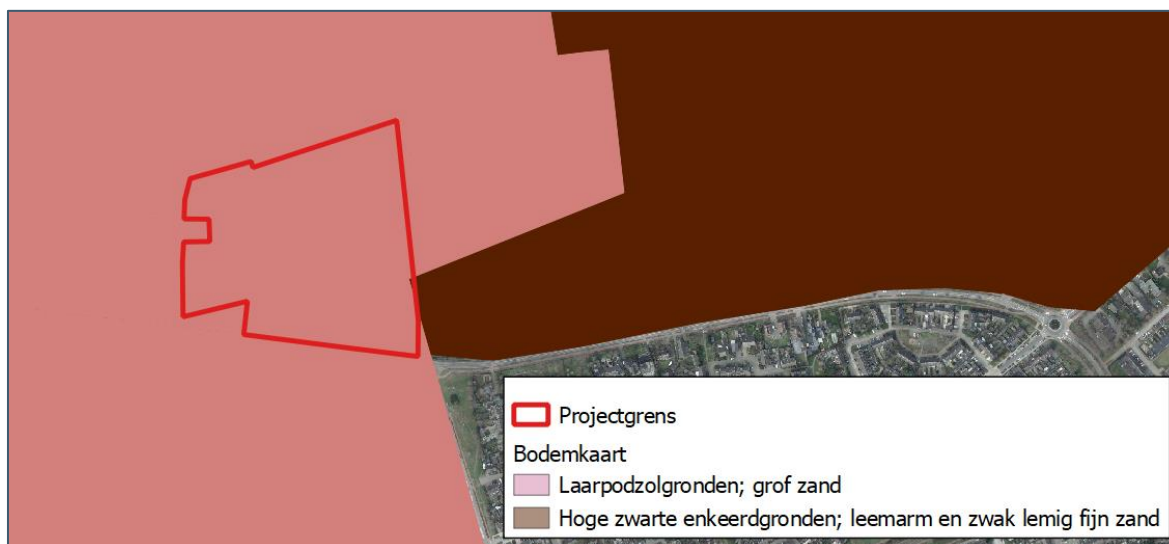 Projectgrens
Bodemkaart
Laarpodzolgronden; grof zand
Hoge zwarte enkeerdgronden; leemarm en zwak lemig fijn zand